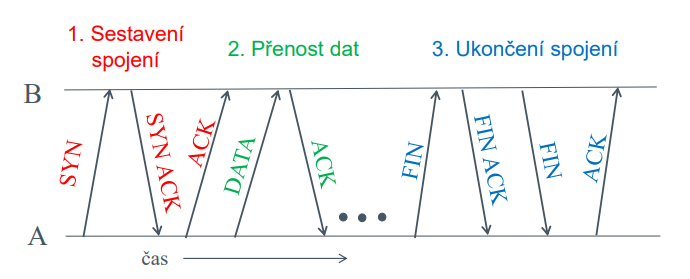 1. Sestavení
spojení
2. Přenost dat
3. Ukončení spojení
B
SYN
SYN ACK
ACK
DATA
ACK
FIN
FIN ACK
FIN
ACK
A
čas